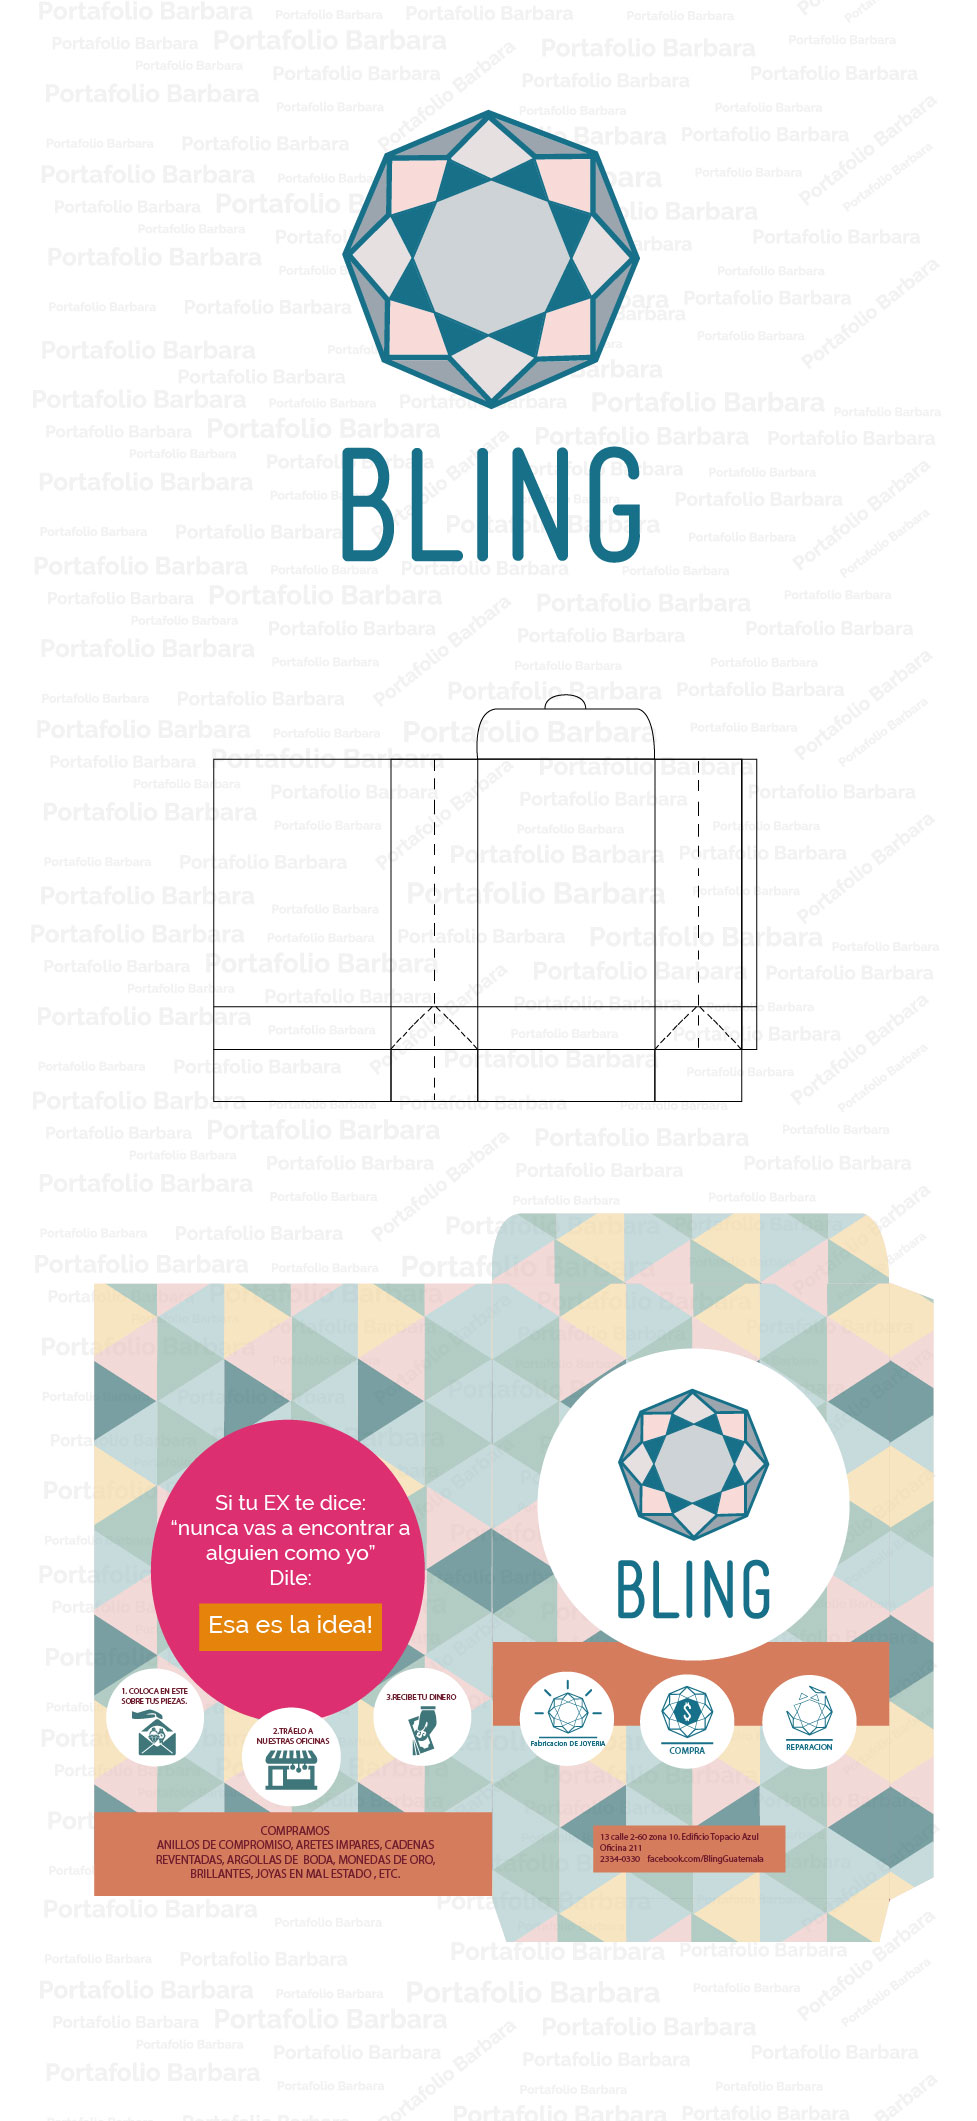 BLING
Si tu EX te dice:
“nunca vas a encontrar a
alguien como yo”
Dile:
Esa es la idea!
1. COLOCA EN ESTE
SOBRE TUS PIEZAS.
2.TRÁELO A
NUESTRAS OFICINAS
3.RECIBE TU DINERO
COMPRAMOS
ANILLOS DE COMPROMISO, ARETES IMPARES, CADENAS
REVENTADAS, ARGOLLAS DE BODA, MONEDAS DE ORO,
BRILLANTES, JOYAS EN MAL ESTADO , ETC.
BLING
Fabricacion DE JOYERIA
$
COMPRA
REPARACION
13 calle 2-60 zona 10. Edificio Topacio Azul
Oficina 211
2334-0330 facebook.com/BlingGuatemala
Portafolio Barbara